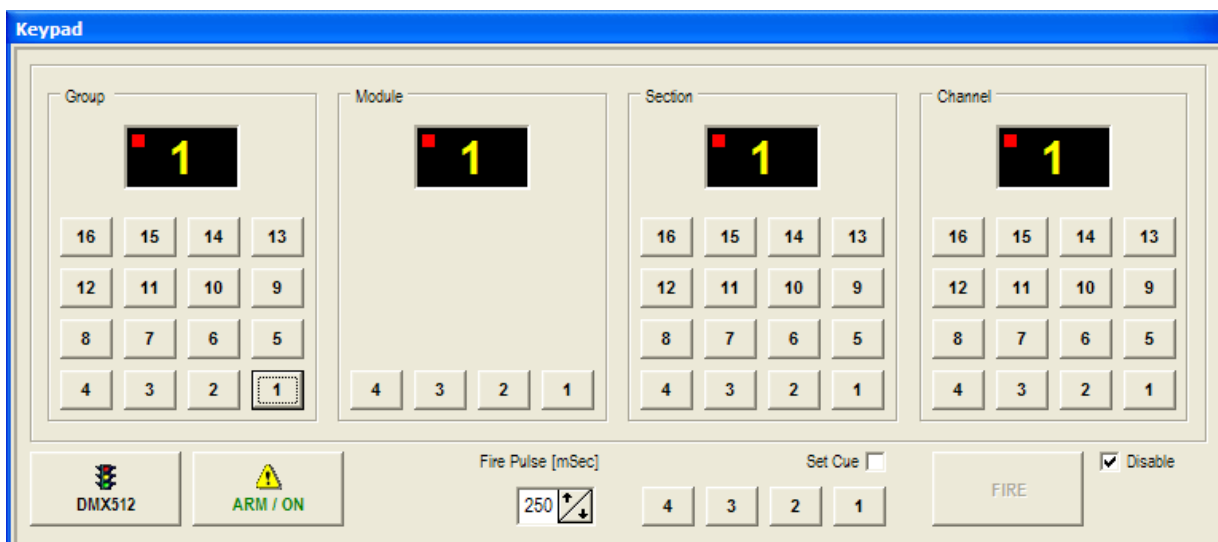 Keypad
Group Module Section Channel
1 1 1 1
16 15 14 13 16 15 14 13 16 15 14 13
12 11 10 9 12 11 10 9 12 11 10 9
8 7 6 5 8 7 6 5 8 7 6 5
4 3 2 1 4 3 2 1 4 3 2 1 4 3 2 1
Fire Pulse [mSec] Set Cue Disable
DMX512 ARM / ON 250 4 3 2 1 FIRE